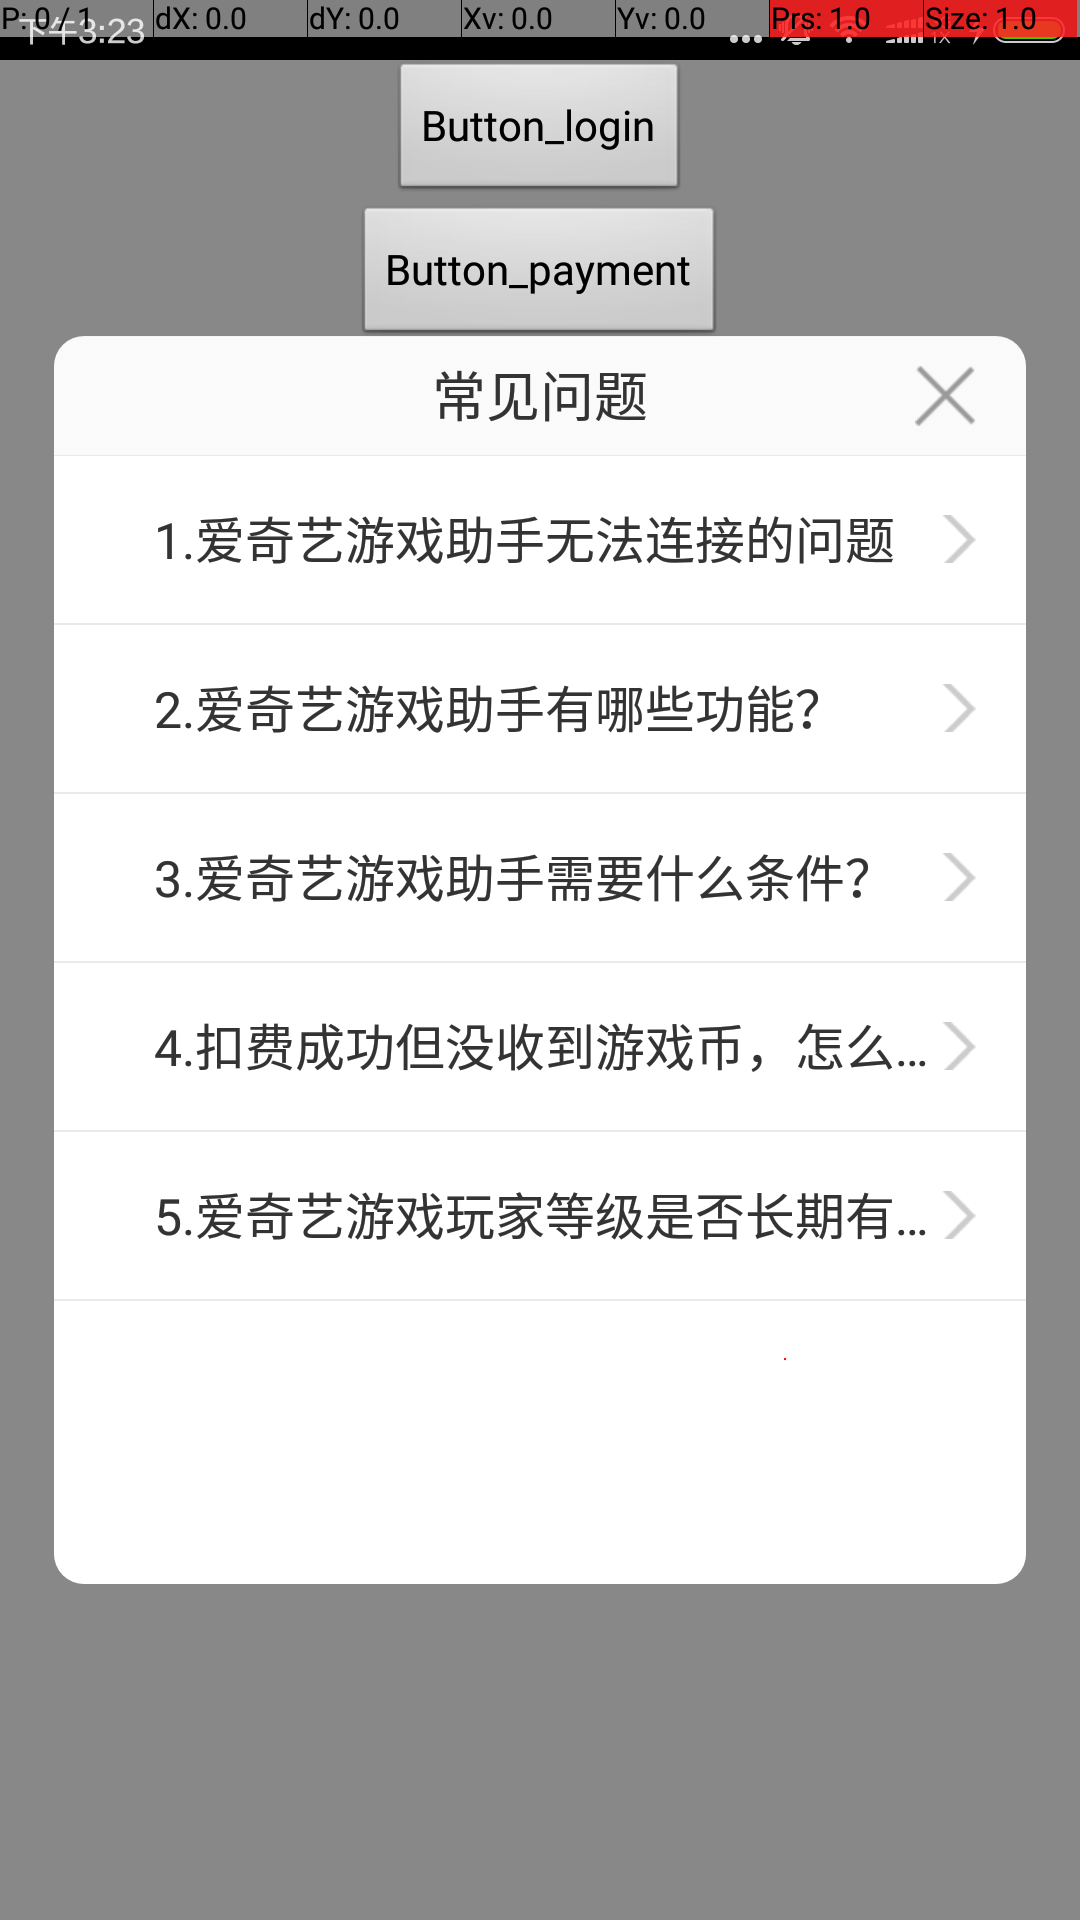 P: 0 / 1 dX: 0.0 dY: 0.0 Xv: 0.0 Yv: 0.0 Prs: 1.0 Size: 1.0
下午3:23 1X
Button_login
Button_payment
常见问题
1.爱奇艺游戏助手无法连接的问题
2.爱奇艺游戏助手有哪些功能？
3.爱奇艺游戏助手需要什么条件？
4.扣费成功但没收到游戏币，怎么...
5.爱奇艺游戏玩家等级是否长期有...